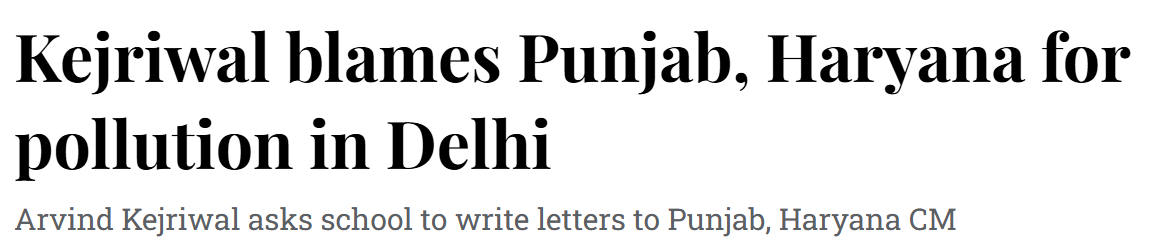 Kejriwal blames Punjab, Haryana for
pollution in Delhi
Arvind Kejriwal asks school to write letters to Punjab, Haryana CM